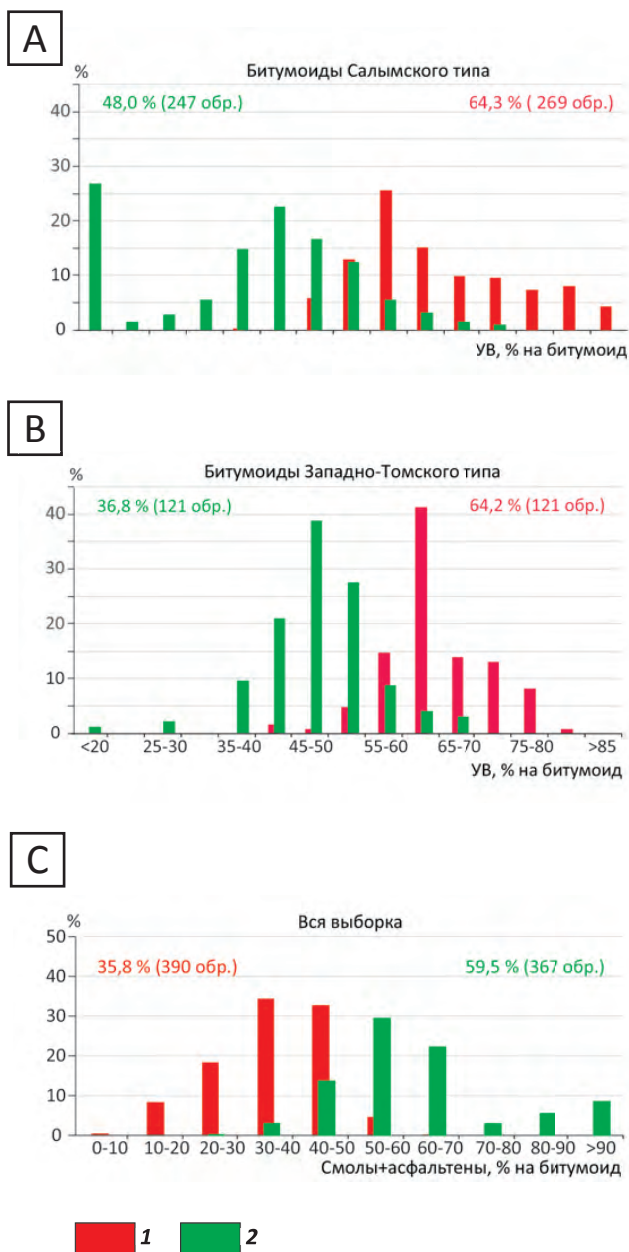 A
%
Битумоиды Салымского типа
48,0 % (247 обр.)
64,3 % ( 269 обр.)
40
30
20
10
0
УВ, % на битумоид
B
%
Битумоиды Западно-Томского типа
36,8 % (121 обр.)
64,2 % (121 обр.)
40
30
20
10
0
<20 25-30 35-40 45-50 55-60 65-70 75-80 >85
УВ, % на битумоид
C
%
Вся выборка
50
35,8 % (390 обр.)
59,5 % (367 обр.)
40
30
20
10
0
0-10 10-20 20-30 30-40 40-50 50-60 60-70 70-80 80-90 >90
Смолы+асфальтены, % на битумоид
1 2